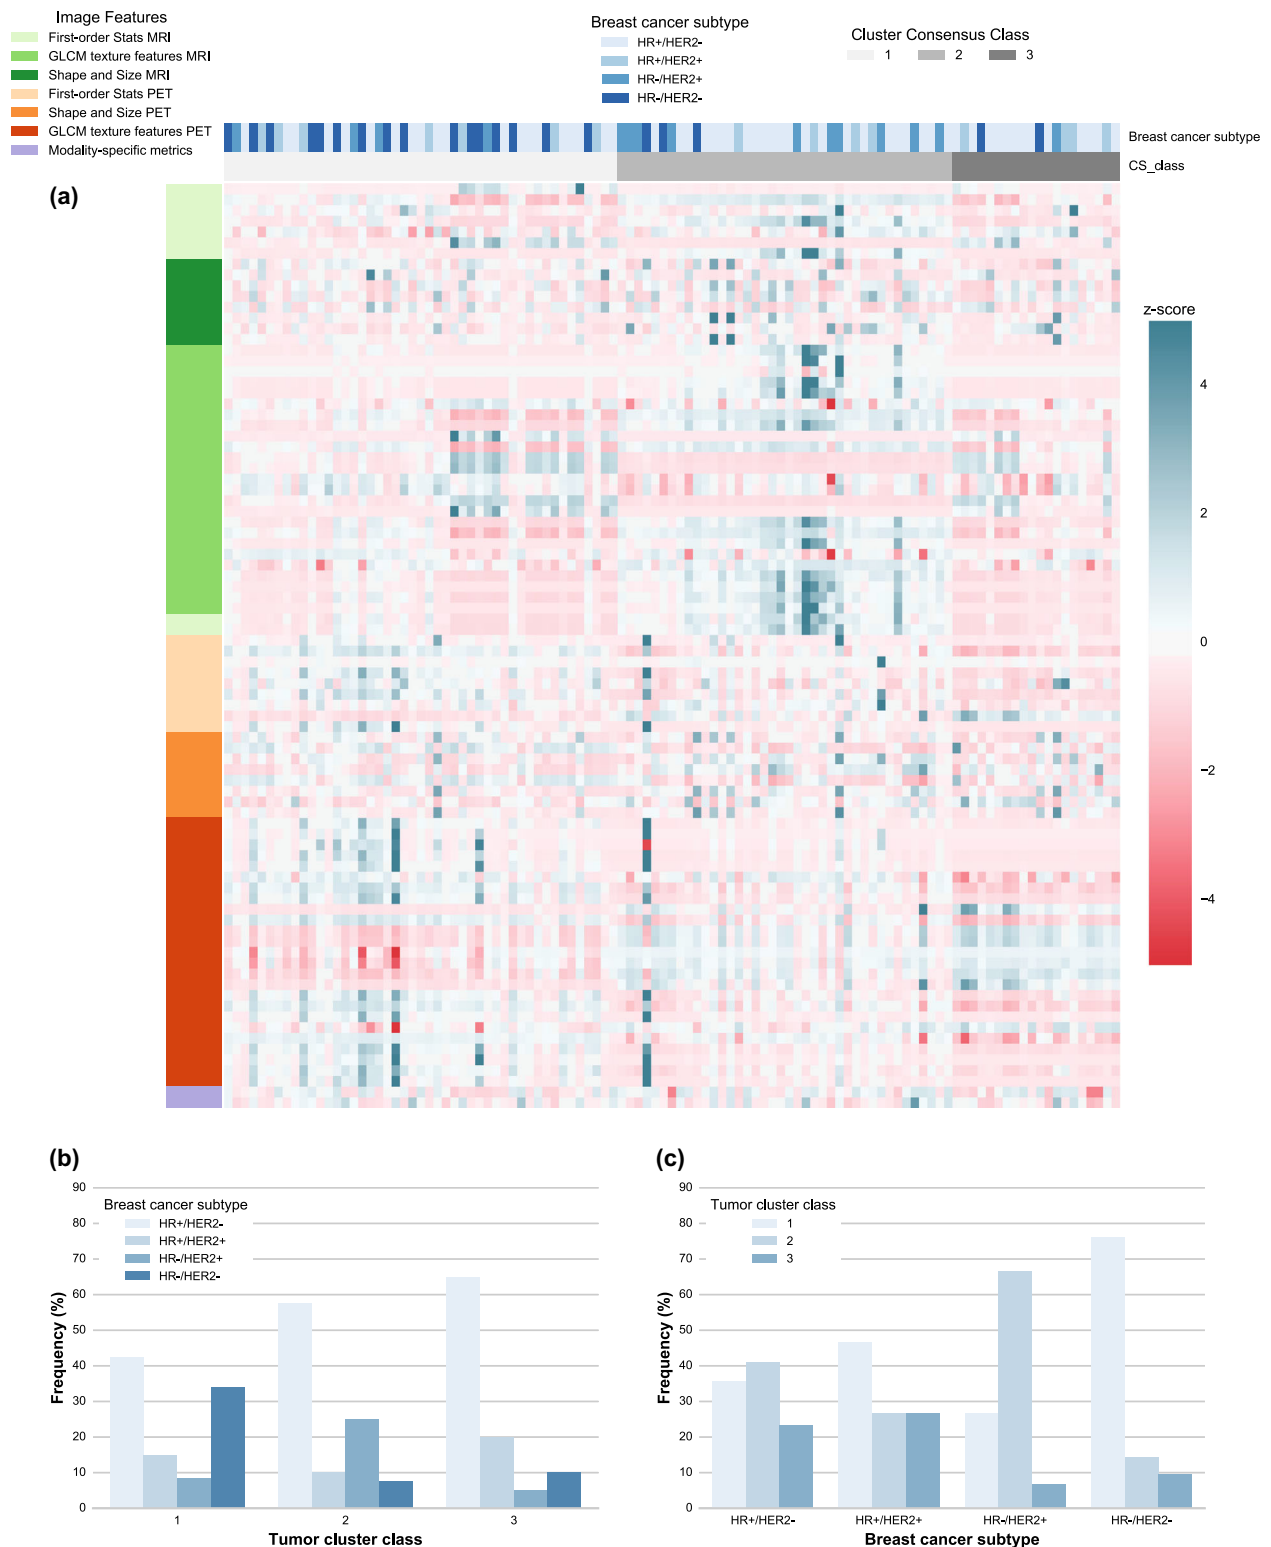 Image Features
First-order Stats MRI
GLCM texture features MRI
Shape and Size MRI
First-order Stats PET
Shape and Size PET
GLCM texture features PET
Modality-specific metrics
Breast cancer subtype
HR+/HER2-
HR+/HER2+
HR-/HER2+
HR-/HER2-
Cluster Consensus Class
1 2 3
Breast cancer subtype
CS_class
(a)
z-score
4
2
0
−2
−4
(b)
90
80
70
60
50
40
30
20
10
0
Frequency (%)
Breast cancer subtype
HR+/HER2-
HR+/HER2+
HR-/HER2+
HR-/HER2-
1 2 3
Tumor cluster class
(c)
90
80
70
60
50
40
30
20
10
0
Frequency (%)
Tumor cluster class
1
2
3
HR+/HER2- HR+/HER2+ HR-/HER2+ HR-/HER2-
Breast cancer subtype